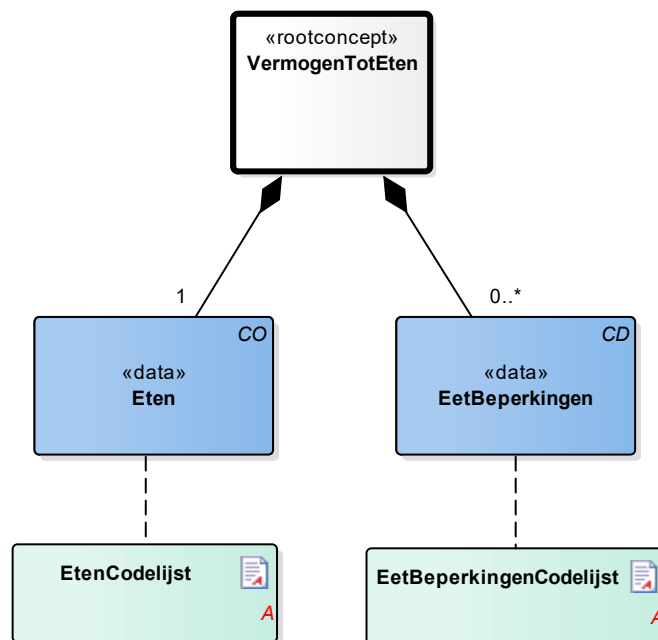 «rootconcept»
VermogenTotEten
1
0..*
CO
«data»
Eten
CD
«data»
EetBeperkingen
EtenCodelijst
A
EetBeperkingenCodelijst
A